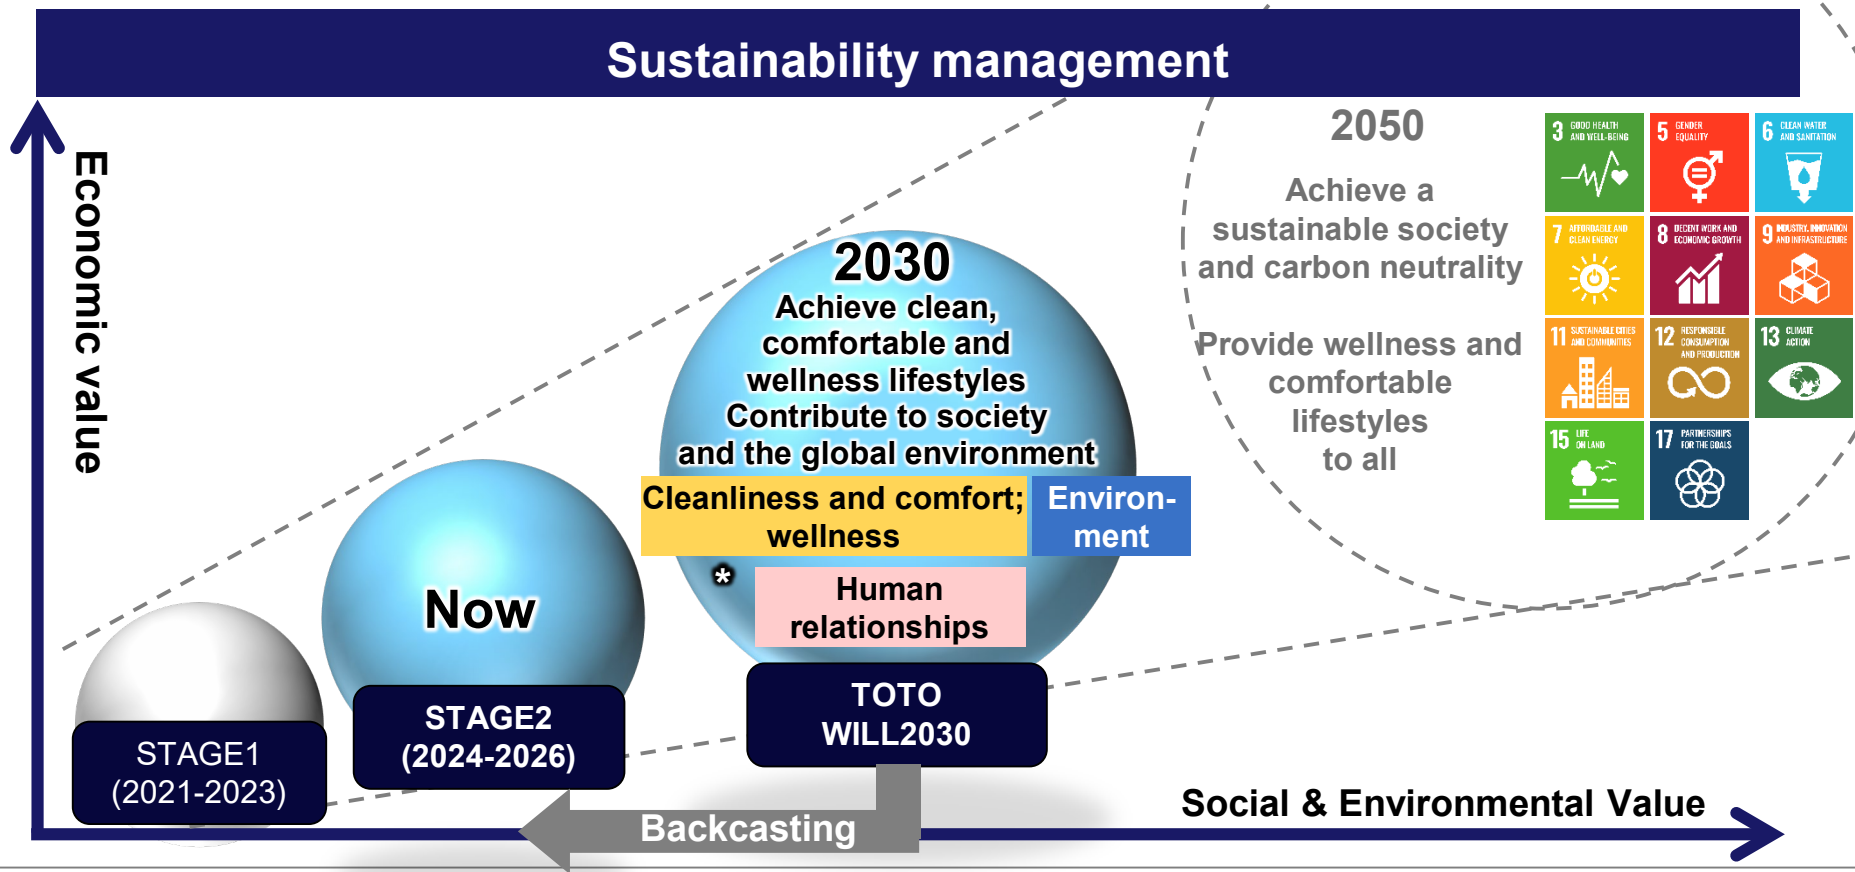 Sustainability management
Economic value
2050
Achieve a
sustainable society
and carbon neutrality
Provide wellness and
comfortable
lifestyles
to all
3 GOOD HEALTH
AND WELL-BEING
5 GENDER
EQUALITY
6 CLEAN WATER
AND SANITATION
7 AFFORDABLE AND
CLEAN ENERGY
8 DECENT WORK AND
ECONOMIC GROWTH
9 INDUSTRY, INNOVATION
AND INFRASTRUCTURE
11 SUSTAINABLE CITIES
AND COMMUNITIES
12 RESPONSIBLE
CONSUMPTION
AND PRODUCTION
13 CLIMATE
ACTION
15 LIFE
ON LAND
17 PARTNERSHIPS
FOR THE GOALS
2030
Achieve clean,
comfortable and
wellness lifestyles
Contribute to society
and the global environment
Cleanliness and comfort;
wellness
Environ-
ment
*
Human
relationships
Now
TOTO
WILL2030
STAGE2
(2024-2026)
STAGE1
(2021-2023)
Backcasting
Social & Environmental Value